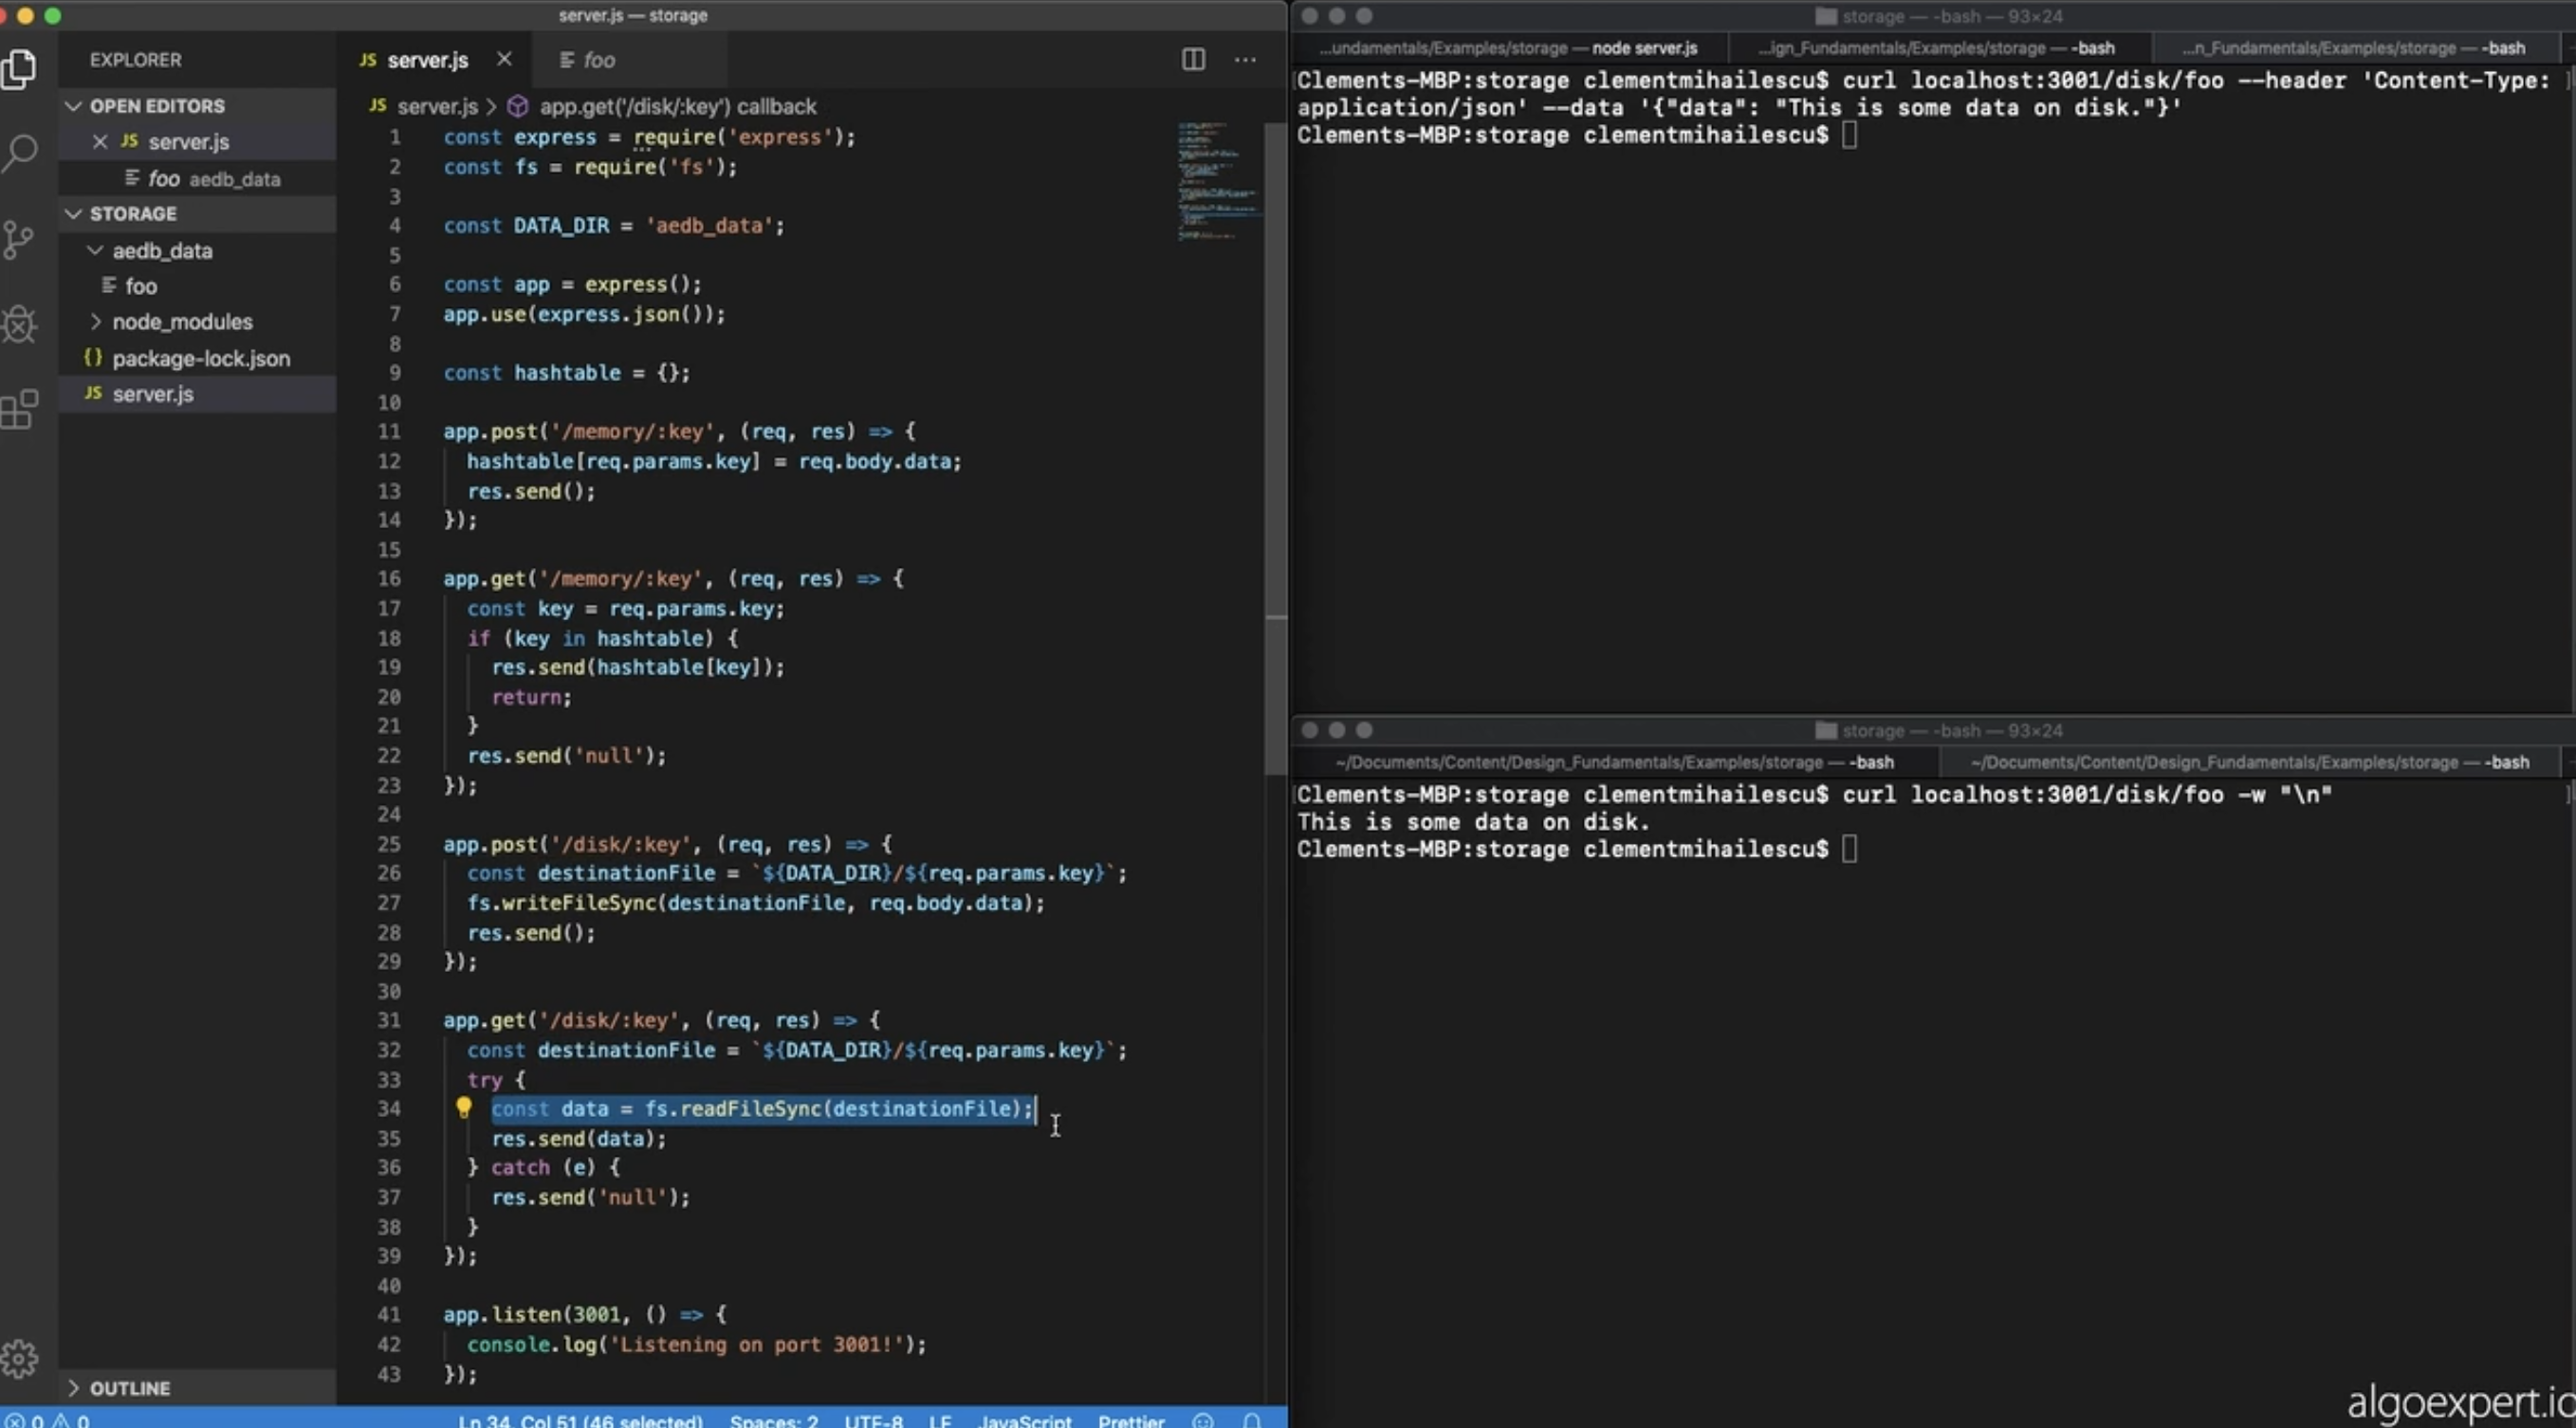 server.js — storage
EXPLORER
OPEN EDITORS
JS server.js
foo aedb_data
STORAGE
aedb_data
foo
node_modules
{} package-lock.json
JS server.js
OUTLINE
JS server.js
foo
JS server.js > app.get('/disk/:key') callback
1 const express = require('express');
2 const fs = require('fs');
3
4 const DATA_DIR = 'aedb_data';
5
6 const app = express();
7 app.use(express.json());
8
9 const hashtable = {};
10
11 app.post('/memory/:key', (req, res) => {
12 hashtable[req.params.key] = req.body.data;
13 res.send();
14 });
15
16 app.get('/memory/:key', (req, res) => {
17 const key = req.params.key;
18 if (key in hashtable) {
19 res.send(hashtable[key]);
20 return;
21 }
22 res.send('null');
23 });
24
25 app.post('/disk/:key', (req, res) => {
26 const destinationFile = `${DATA_DIR}/${req.params.key}`;
27 fs.writeFileSync(destinationFile, req.body.data);
28 res.send();
29 });
30
31 app.get('/disk/:key', (req, res) => {
32 const destinationFile = `${DATA_DIR}/${req.params.key}`;
33 try {
34 const data = fs.readFileSync(destinationFile);
35 res.send(data);
36 } catch (e) {
37 res.send('null');
38 }
39 });
40
41 app.listen(3001, () => {
42 console.log('Listening on port 3001!');
43 });
0 0
Ln 34, Col 51 (46 selected) Spaces: 2 UTF-8 LF JavaScript Prettier
storage — -bash — 93×24
...undamentals/Examples/storage — node server.js
...ign_Fundamentals/Examples/storage — -bash
...n_Fundamentals/Examples/storage — -bash
Clements-MBP:storage clementmihailescu$ curl localhost:3001/disk/foo --header 'Content-Type:
application/json' --data '{"data": "This is some data on disk."}'
Clements-MBP:storage clementmihailescu$
storage — -bash — 93×24
~/Documents/Content/Design_Fundamentals/Examples/storage — -bash
~/Documents/Content/Design_Fundamentals/Examples/storage — -bash
Clements-MBP:storage clementmihailescu$ curl localhost:3001/disk/foo -w "\n"
This is some data on disk.
Clements-MBP:storage clementmihailescu$
algoexpert.io